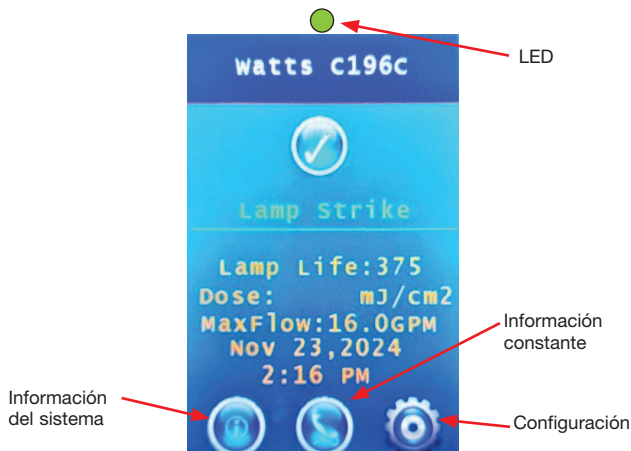 LED
Watts C196C
Lamp Strike
Lamp Life:375
Dose: mJ/cm2
MaxFlow:16.0GPM
Nov 23,2024
2:16 PM
Información
constante
Información
del sistema
Configuración